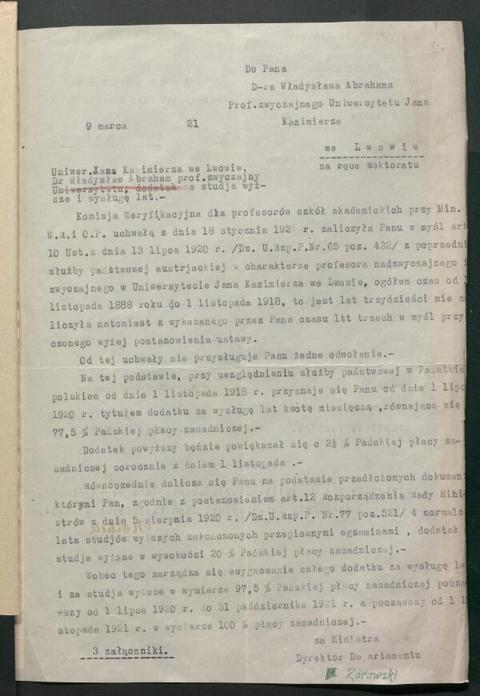 Do Pana
D-ra Władysława Abrahama
Prof.zwyczajnego Uniwersytetu Jana
9 marca 21 Kazimierza
we Lwowie
na ręce Rektoratu
Uniwer.Jana Kazimierza we Lwowie,
Dr Władysław Abraham prof.zwyczajny
Uniwersytetu, dodatek za studja wyż-
sze i wysługę lat.-
Komisja Weryfikacyjna dla profesorów szkół akademickich przy Min.
W.R.i O.P. uchwałą z dnia 18 stycznia 1921 r. zaliczyła Panu w myśl art
10 Ust.z dnia 13 lipca 1920 r. /Dz.U.Rzp.P.Nr.65 poz. 432/ z poprzedni
służby państwowej austrjackiej w charakterze profesora nadzwyczajnego i
zwyczajnego w Uniwersytecie Jana Kazimierza we Lwowie, ogółem czas od 1
listopada 1888 roku do 1 listopada 1918, to jest lat trzydzieści nie za
liczyła natomiast z wykazanego przez Pana czasu ltt trzech w myśl przy
czonego wyżej postanowienia ustawy.
Od tej uchwały nie przysługuje Panu żadne odwołanie.-
Na tej podstawie, przy uwzględnieniu służby państwowej w Państwie
polskiem od dnia 1 listopada 1918 r. przyznaje się Panu od dnia 1 lipc
1920 r. tytułem dodatku za wysługę lat kwotę miesięczną ,równającą się
77,5 % Pańskiej płacy zasadniczej.-
Dodatek powyższy będzie powiększał się o 2½ % Pańskiej płacy za-
sadniczej corocznie z dniem 1 listopada .-
Równocześnie dolicza się Panu na podstawie przedłożonych dokument
którymi Pan, zgodnie z postanowieniem art.12 Rozporządzenia Rady Mini-
strów z dnia 5 sierpnia 1920 r. /Dz.U.Rzp.P. Nr.77 poz.521/ 4 normaln
lata studjów wyższych zakończonych przepisanymi egzaminami , dodatek
studja wyższe w wysokości 20 % Pańskiej płacy zasadniczej.-
Wobec tego zarządza się asygnowanie całego dodatku za wysługę la
i za studja wyższe w wymiarze 97,5 % Pańskiej płacy zasadniczej począ
-wszy od 1 lipca 1920 r. do 31 października 1921 r. a począwszy od 1 li
stopada 1921 r. w wymiarze 100 % płacy zasadniczej.-
za Ministra
3 załączniki.
Dyrektor Departamentu
Żorawski